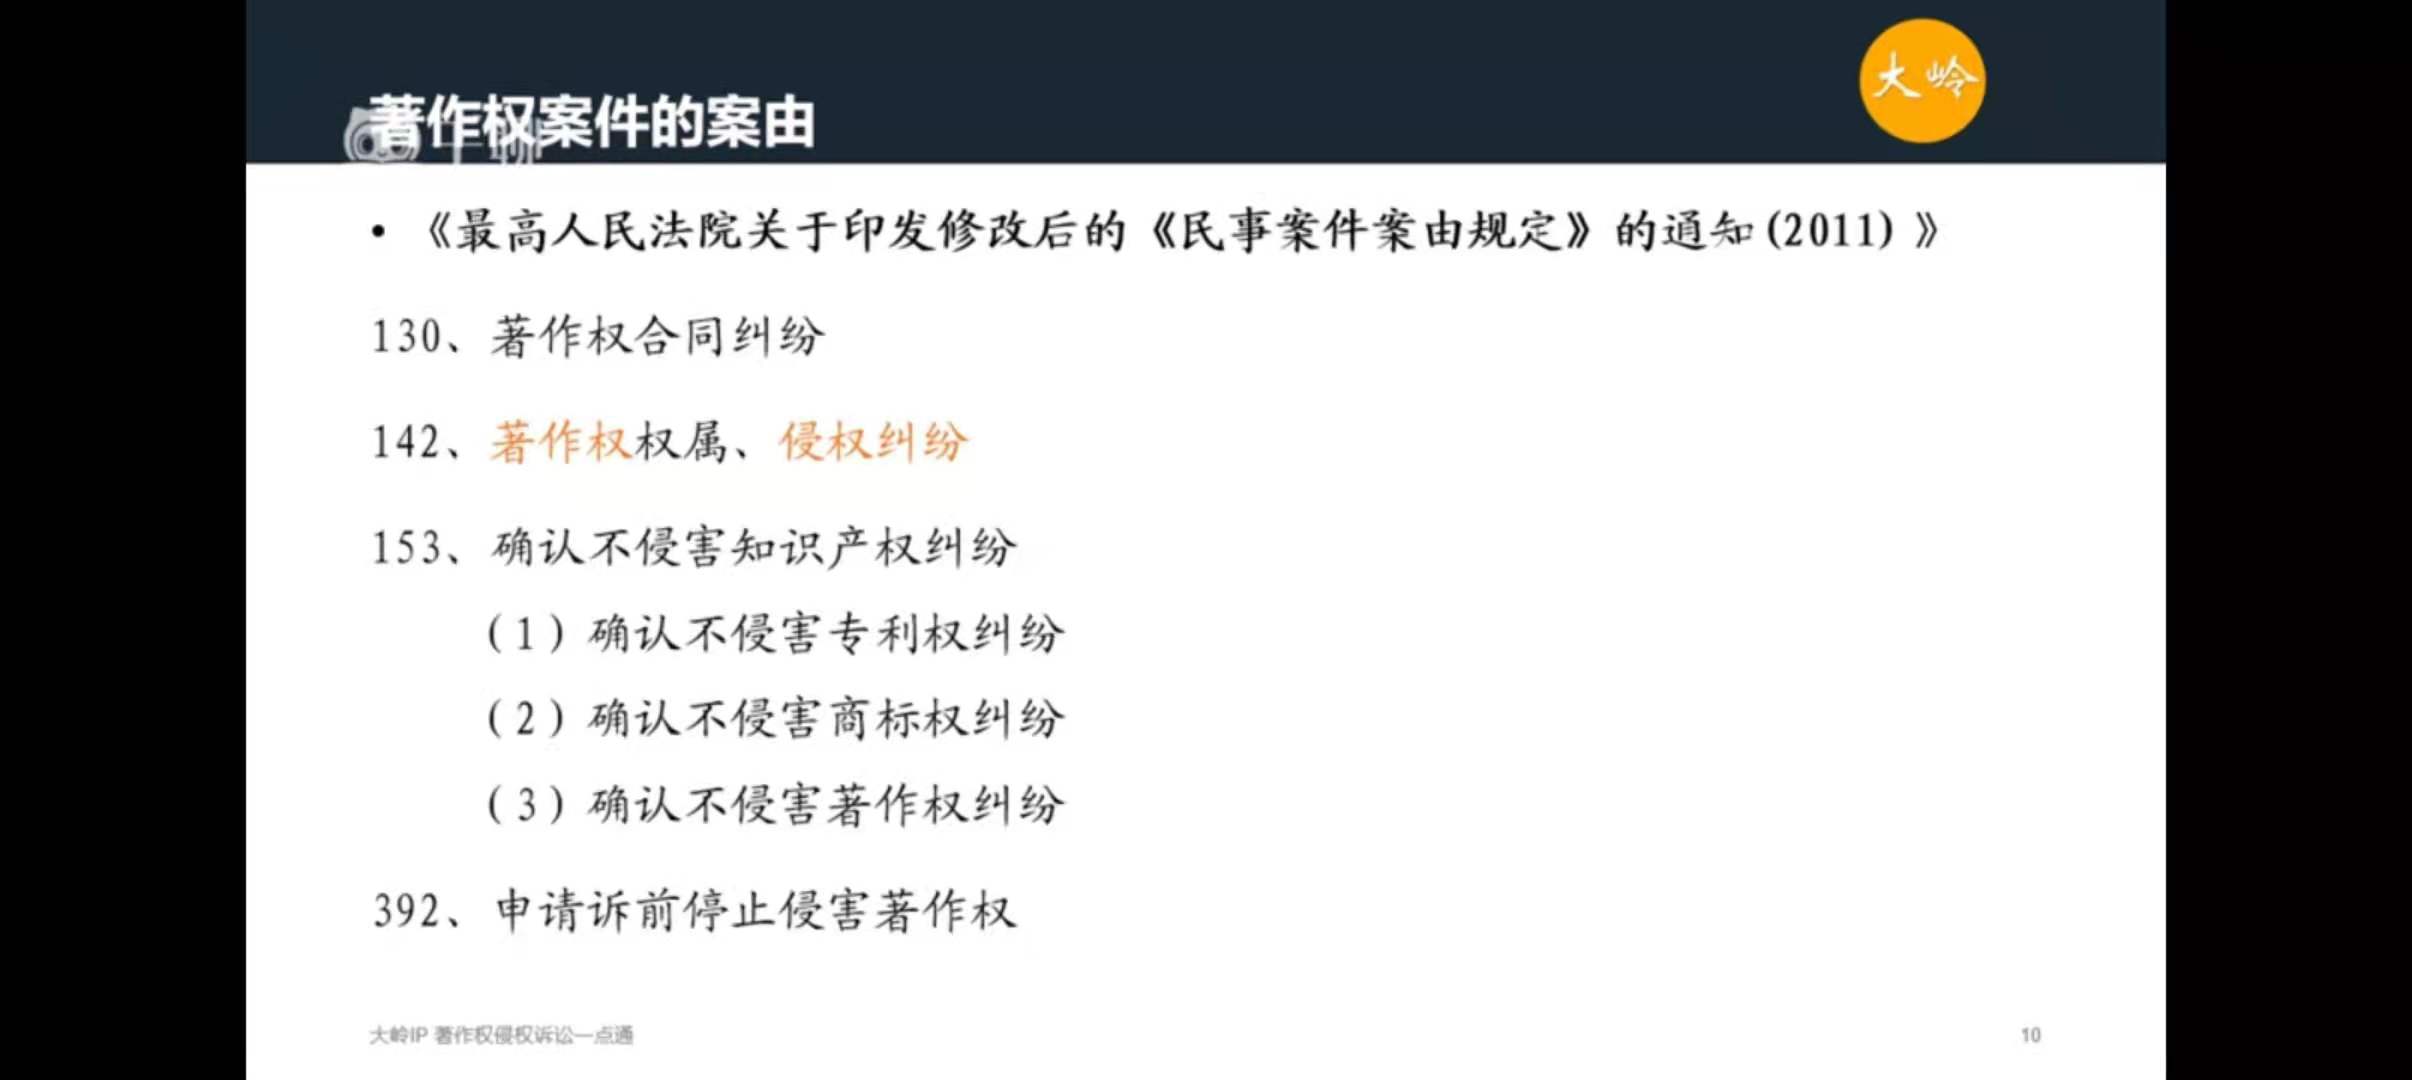 大岭
著作权案件的案由
• 《最高人民法院关于印发修改后的《民事案件案由规定》的通知(2011) 》
130、著作权合同纠纷
142、著作权权属、侵权纠纷
153、确认不侵害知识产权纠纷
（1）确认不侵害专利权纠纷
（2）确认不侵害商标权纠纷
（3）确认不侵害著作权纠纷
392、申请诉前停止侵害著作权
大岭IP 著作权侵权诉讼一点通
10